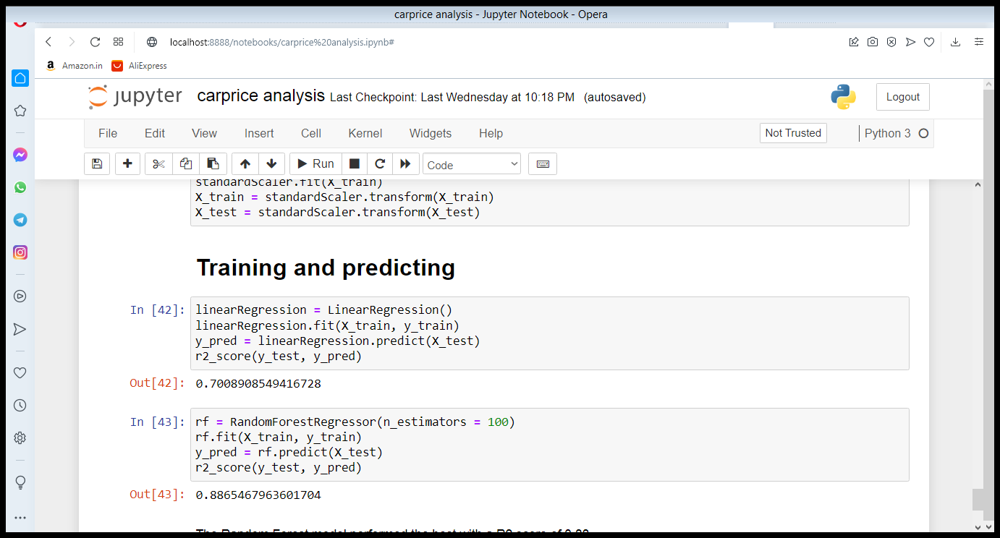 carprice analysis - Jupyter Notebook - Opera
localhost:8888/notebooks/carprice%20analysis.ipynb#
Amazon.in AliExpress
jupyter carprice analysis Last Checkpoint: Last Wednesday at 10:18 PM (autosaved)
Logout
File Edit View Insert Cell Kernel Widgets Help Not Trusted Python 3
Run Code
standardScaler.fit(X_train)
X_train = standardScaler.transform(X_train)
X_test = standardScaler.transform(X_test)
Training and predicting
In [42]: linearRegression = LinearRegression()
linearRegression.fit(X_train, y_train)
y_pred = linearRegression.predict(X_test)
r2_score(y_test, y_pred)
Out[42]: 0.7008908549416728
In [43]: rf = RandomForestRegressor(n_estimators = 100)
rf.fit(X_train, y_train)
y_pred = rf.predict(X_test)
r2_score(y_test, y_pred)
Out[43]: 0.8865467963601704
The Random Forest model performed the best with a R2 score of